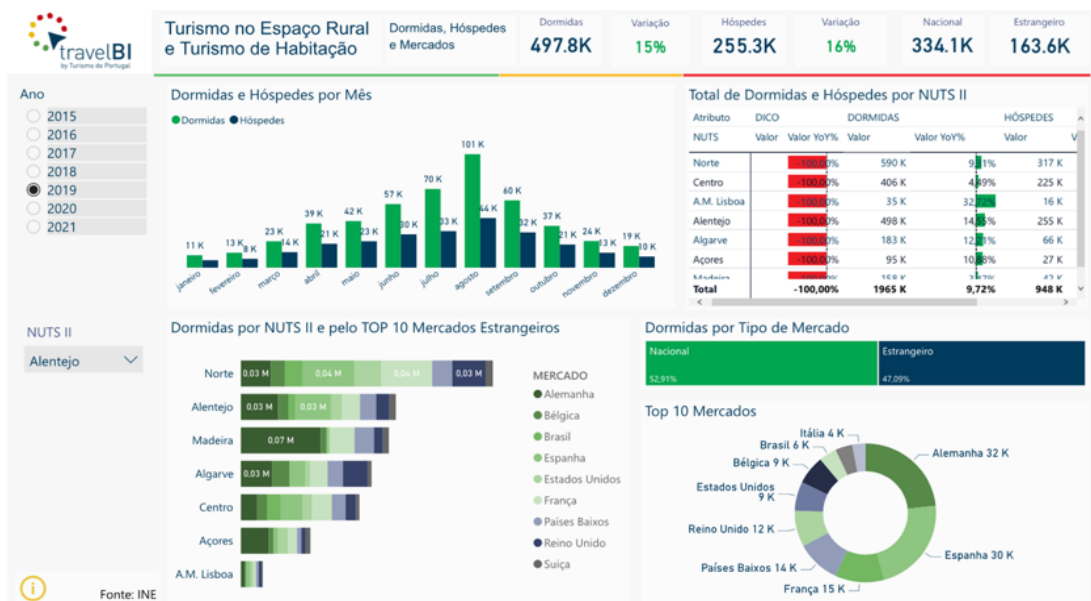 travelBI
by Turismo de Portugal
Turismo no Espaço Rural
e Turismo de Habitação
Dormidas, Hóspedes
e Mercados
Dormidas
497.8K
Variação
15%
Hóspedes
255.3K
Variação
16%
Nacional
334.1K
Estrangeiro
163.6K
Ano
2015
2016
2017
2018
2019
2020
2021
NUTS II
Alentejo
Fonte: INE
Dormidas e Hóspedes por Mês
Dormidas Hóspedes
11 K
13 K 8 K
23 K 14 K
39 K 21 K
42 K 23 K
57 K 30 K
70 K 33 K
101 K 44 K
60 K 32 K
37 K 21 K
24 K 13 K
19 K 10 K
janeiro fevereiro março abril maio junho julho agosto setembro outubro novembro dezembro
Total de Dormidas e Hóspedes por NUTS II
Atributo DICO DORMIDAS HÓSPEDES
NUTS Valor Valor YoY% Valor Valor YoY% Valor V
Norte -100,00% 590 K 317 K
Centro -100,00% 406 K 4,49% 225 K
A.M. Lisboa -100,00% 35 K 32,72% 16 K
Alentejo -100,00% 498 K 255 K
Algarve -100,00% 183 K 66 K
Açores -100,00% 95 K 27 K
Madeira 158 K 42 K
Total -100,00% 1965 K 9,72% 948 K
Dormidas por NUTS II e pelo TOP 10 Mercados Estrangeiros
Norte 0,03 M 0,04 M 0,04 M 0,03 M
Alentejo 0,03 M 0,03 M
Madeira 0,07 M
Algarve 0,03 M
Centro
Açores
A.M. Lisboa
MERCADO
Alemanha
Bélgica
Brasil
Espanha
Estados Unidos
França
Países Baixos
Reino Unido
Suiça
Dormidas por Tipo de Mercado
Nacional
52,91%
Estrangeiro
47,09%
Top 10 Mercados
Itália 4 K
Brasil 6 K
Bélgica 9 K
Estados Unidos
9 K
Reino Unido 12 K
Países Baixos 14 K
França 15 K
Espanha 30 K
Alemanha 32 K